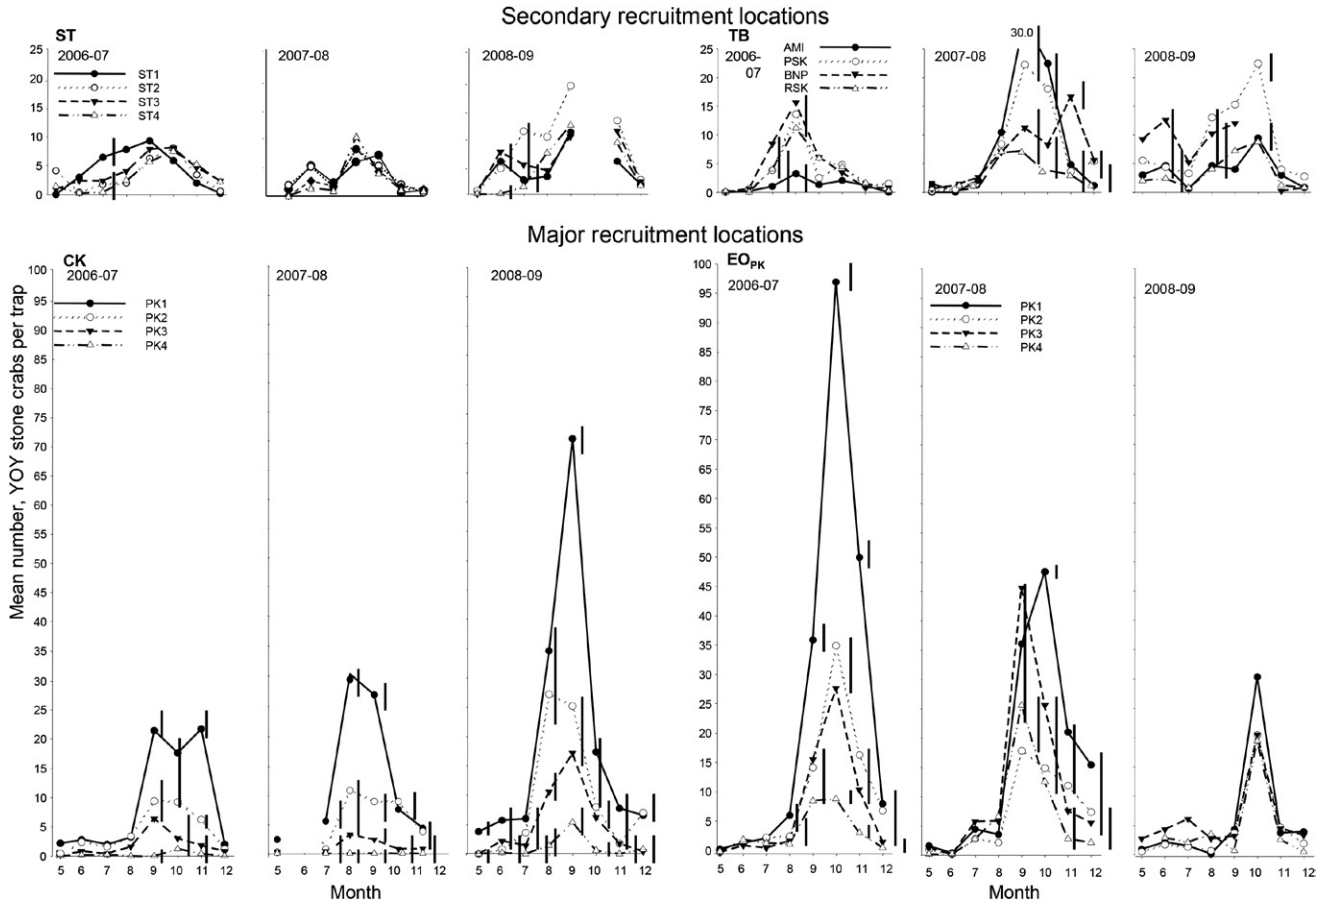 Secondary recruitment locations
ST
2006-07
25
20
15
10
5
0
ST1
ST2
ST3
ST4
2007-08
2008-09
TB
2006-
07
25
20
15
10
5
0
AMI
PSK
BNP
RSK
2007-08
30.0
2008-09
Major recruitment locations
CK
2006-07
Mean number, YOY stone crabs per trap
100
95
90
85
80
75
70
65
60
55
50
45
40
35
30
25
20
15
10
5
0
PK1
PK2
PK3
PK4
5 6 7 8 9 10 11 12
2007-08
5 7 8 9 10 11 12
2008-09
5 6 7 8 9 10 11 12
Month
EOPK
2006-07
100
95
90
85
80
75
70
65
60
55
50
45
40
35
30
25
20
15
10
5
0
5 6 7 8 9 10 11 12
2007-08
PK1
PK2
PK3
PK4
5 6 7 8 9 10 11 12
2008-09
5 6 7 8 9 10 11 12
Month